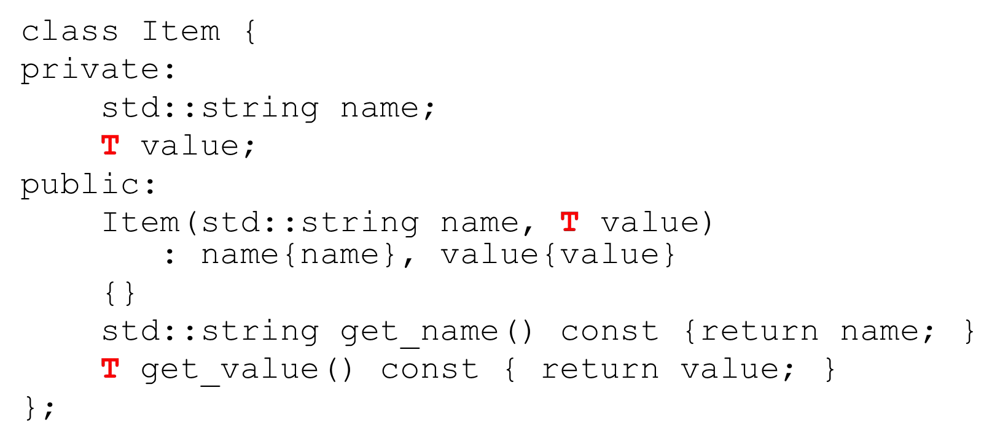 class Item {
private:
    std::string name;
    T value;
public:
    Item(std::string name, T value)
       : name{name}, value{value}
    {}
    std::string get_name() const {return name; }
    T get_value() const { return value; }
};